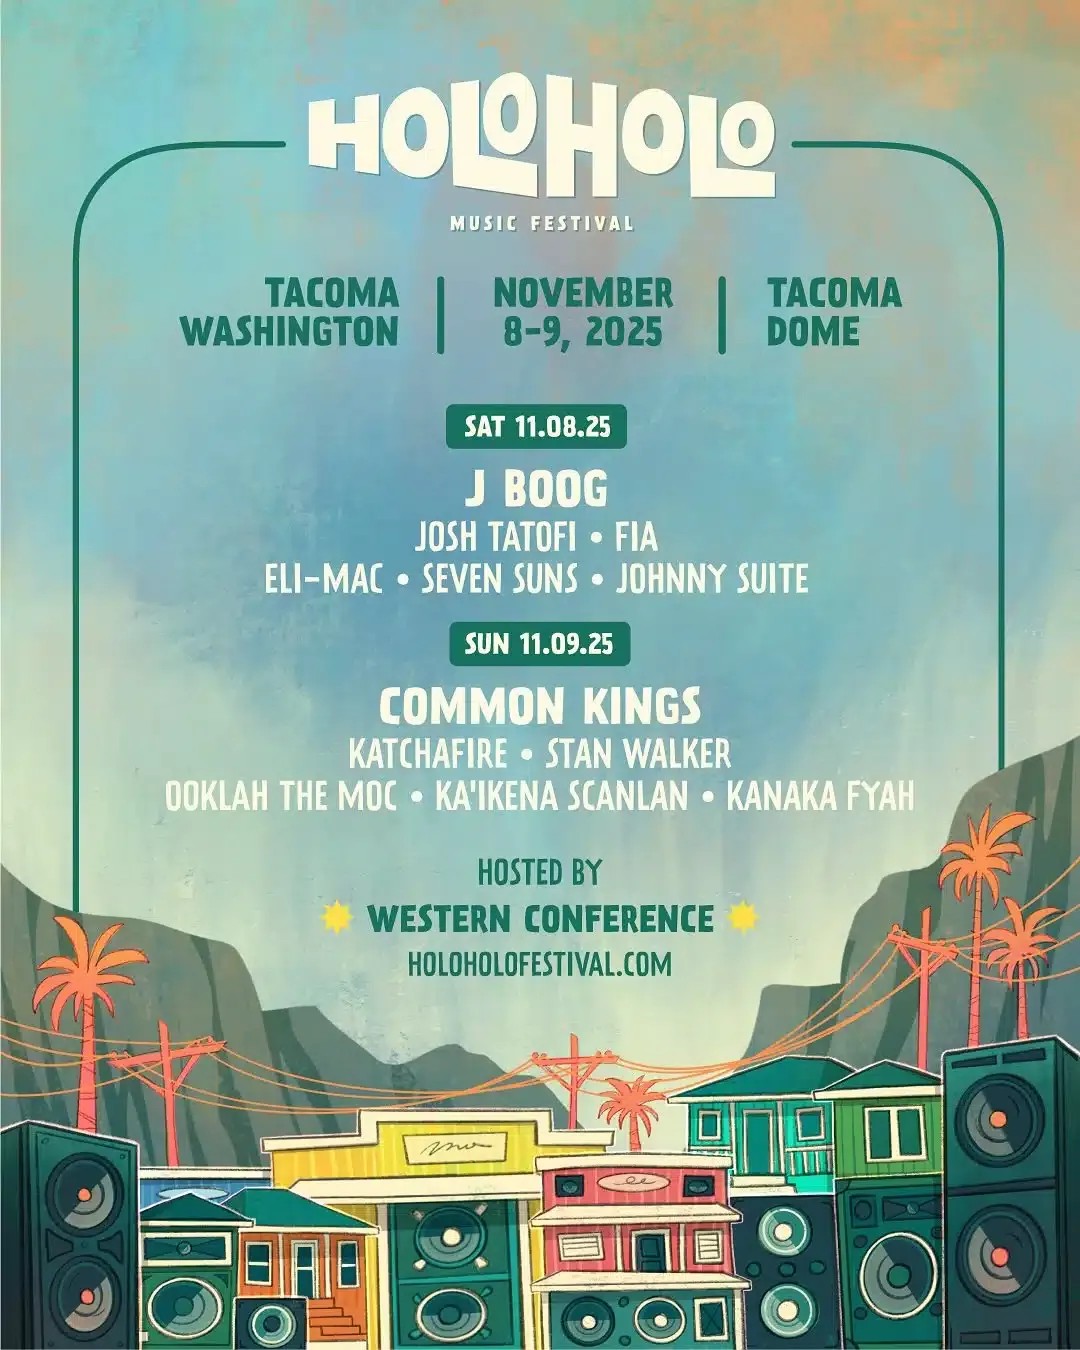 HOLOHOLO
MUSIC FESTIVAL
TACOMA
WASHINGTON
NOVEMBER
8-9, 2025
TACOMA
DOME
SAT 11.08.25
J BOOG
JOSH TATOFI • FIA
ELI-MAC • SEVEN SUNS • JOHNNY SUITE
SUN 11.09.25
COMMON KINGS
KATCHAFIRE • STAN WALKER
OOKLAH THE MOC • KA'IKENA SCANLAN • KANAKA FYAH
HOSTED BY
WESTERN CONFERENCE
HOLOHOLOFESTIVAL.COM